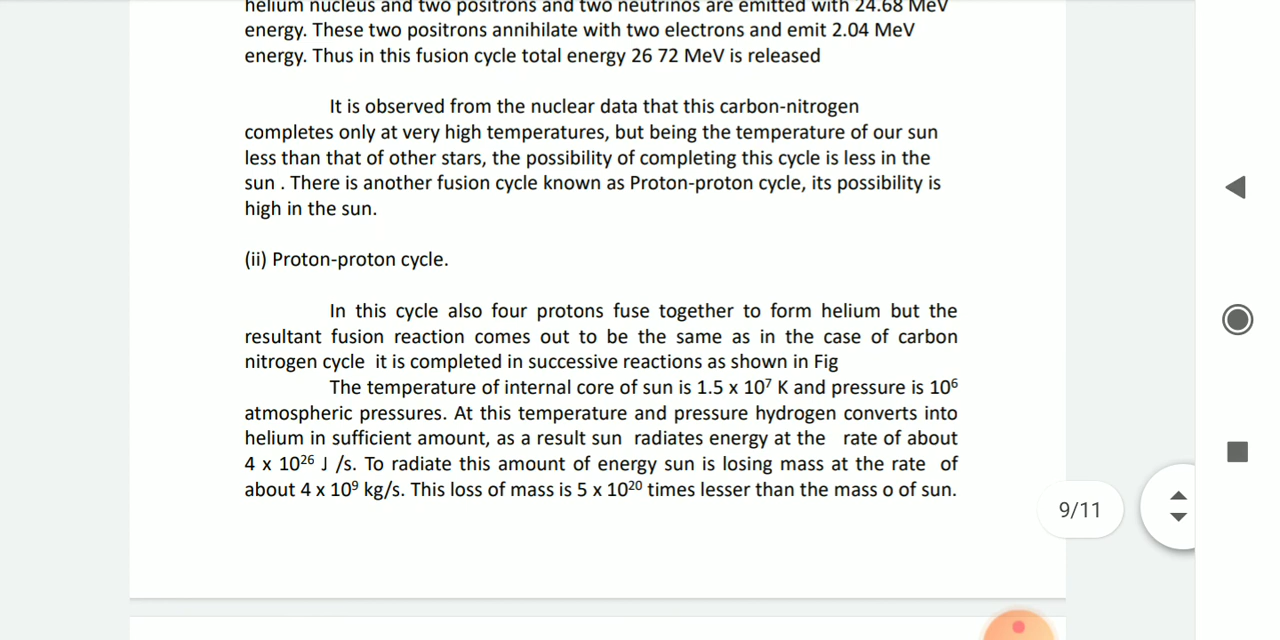 helium nucleus and two positrons and two neutrinos are emitted with 24.68 MeV
energy. These two positrons annihilate with two electrons and emit 2.04 MeV
energy. Thus in this fusion cycle total energy 26 72 MeV is released
It is observed from the nuclear data that this carbon-nitrogen
completes only at very high temperatures, but being the temperature of our sun
less than that of other stars, the possibility of completing this cycle is less in the
sun . There is another fusion cycle known as Proton-proton cycle, its possibility is
high in the sun.
(ii) Proton-proton cycle.
In this cycle also four protons fuse together to form helium but the
resultant fusion reaction comes out to be the same as in the case of carbon
nitrogen cycle it is completed in successive reactions as shown in Fig
The temperature of internal core of sun is 1.5 x 10⁷ K and pressure is 10⁶
atmospheric pressures. At this temperature and pressure hydrogen converts into
helium in sufficient amount, as a result sun radiates energy at the rate of about
4 x 10²⁶ J /s. To radiate this amount of energy sun is losing mass at the rate of
about 4 x 10⁹ kg/s. This loss of mass is 5 x 10²⁰ times lesser than the mass o of sun.
9/11